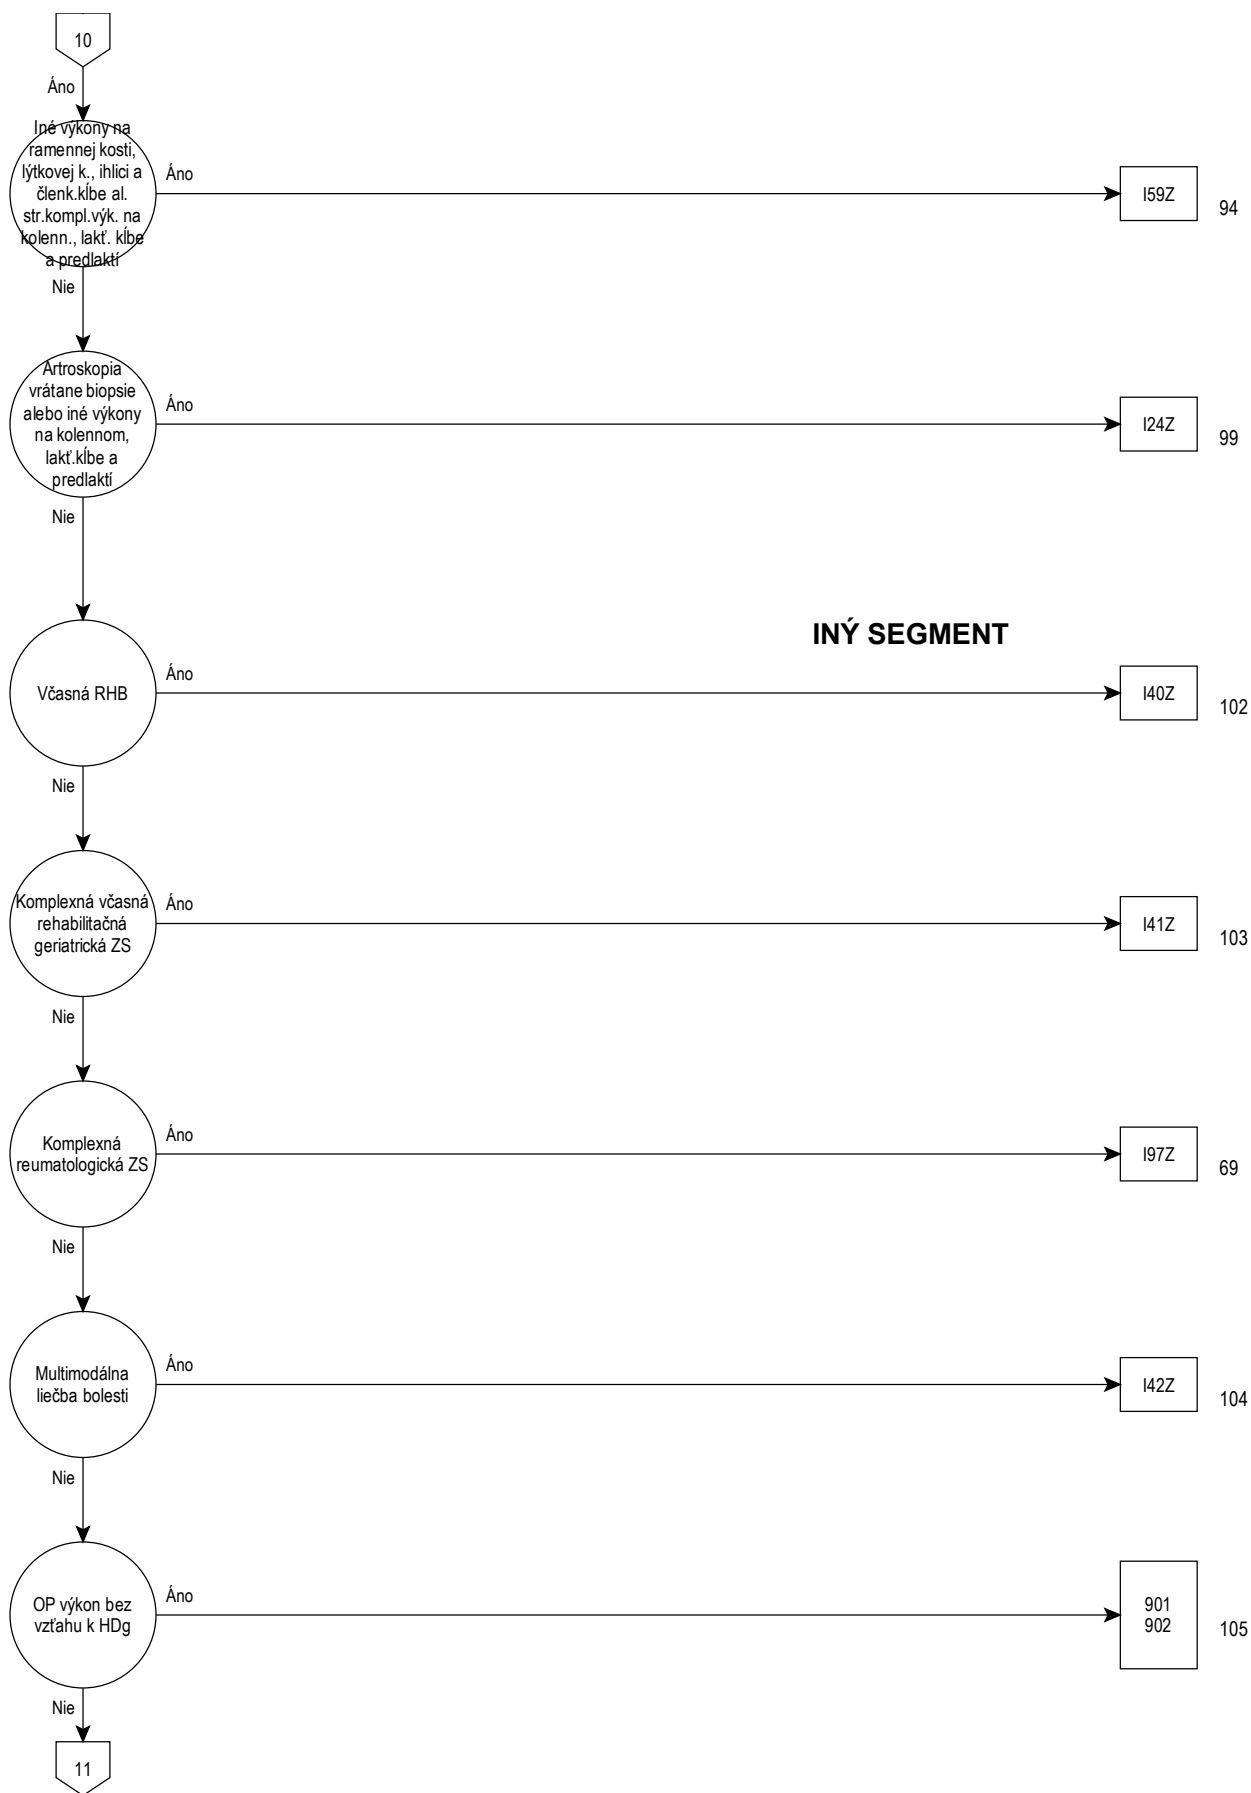 10
Áno
Iné výkony na
ramennej kosti,
lýtkovej k., ihlici a
členk.kĺbe al.
str.kompl.výk. na
kolenn., lakť. kĺbe
a predlaktí
Áno
I59Z
94
Nie
Artroskopia
vrátane biopsie
alebo iné výkony
na kolennom,
lakť.kĺbe a
predlaktí
Áno
I24Z
99
Nie
INÝ SEGMENT
Včasná RHB
Áno
I40Z
102
Nie
Komplexná včasná
rehabilitačná
geriatrická ZS
Áno
I41Z
103
Nie
Komplexná
reumatologická ZS
Áno
I97Z
69
Nie
Multimodálna
liečba bolesti
Áno
I42Z
104
Nie
OP výkon bez
vzťahu k HDg
Áno
901
902
105
Nie
11